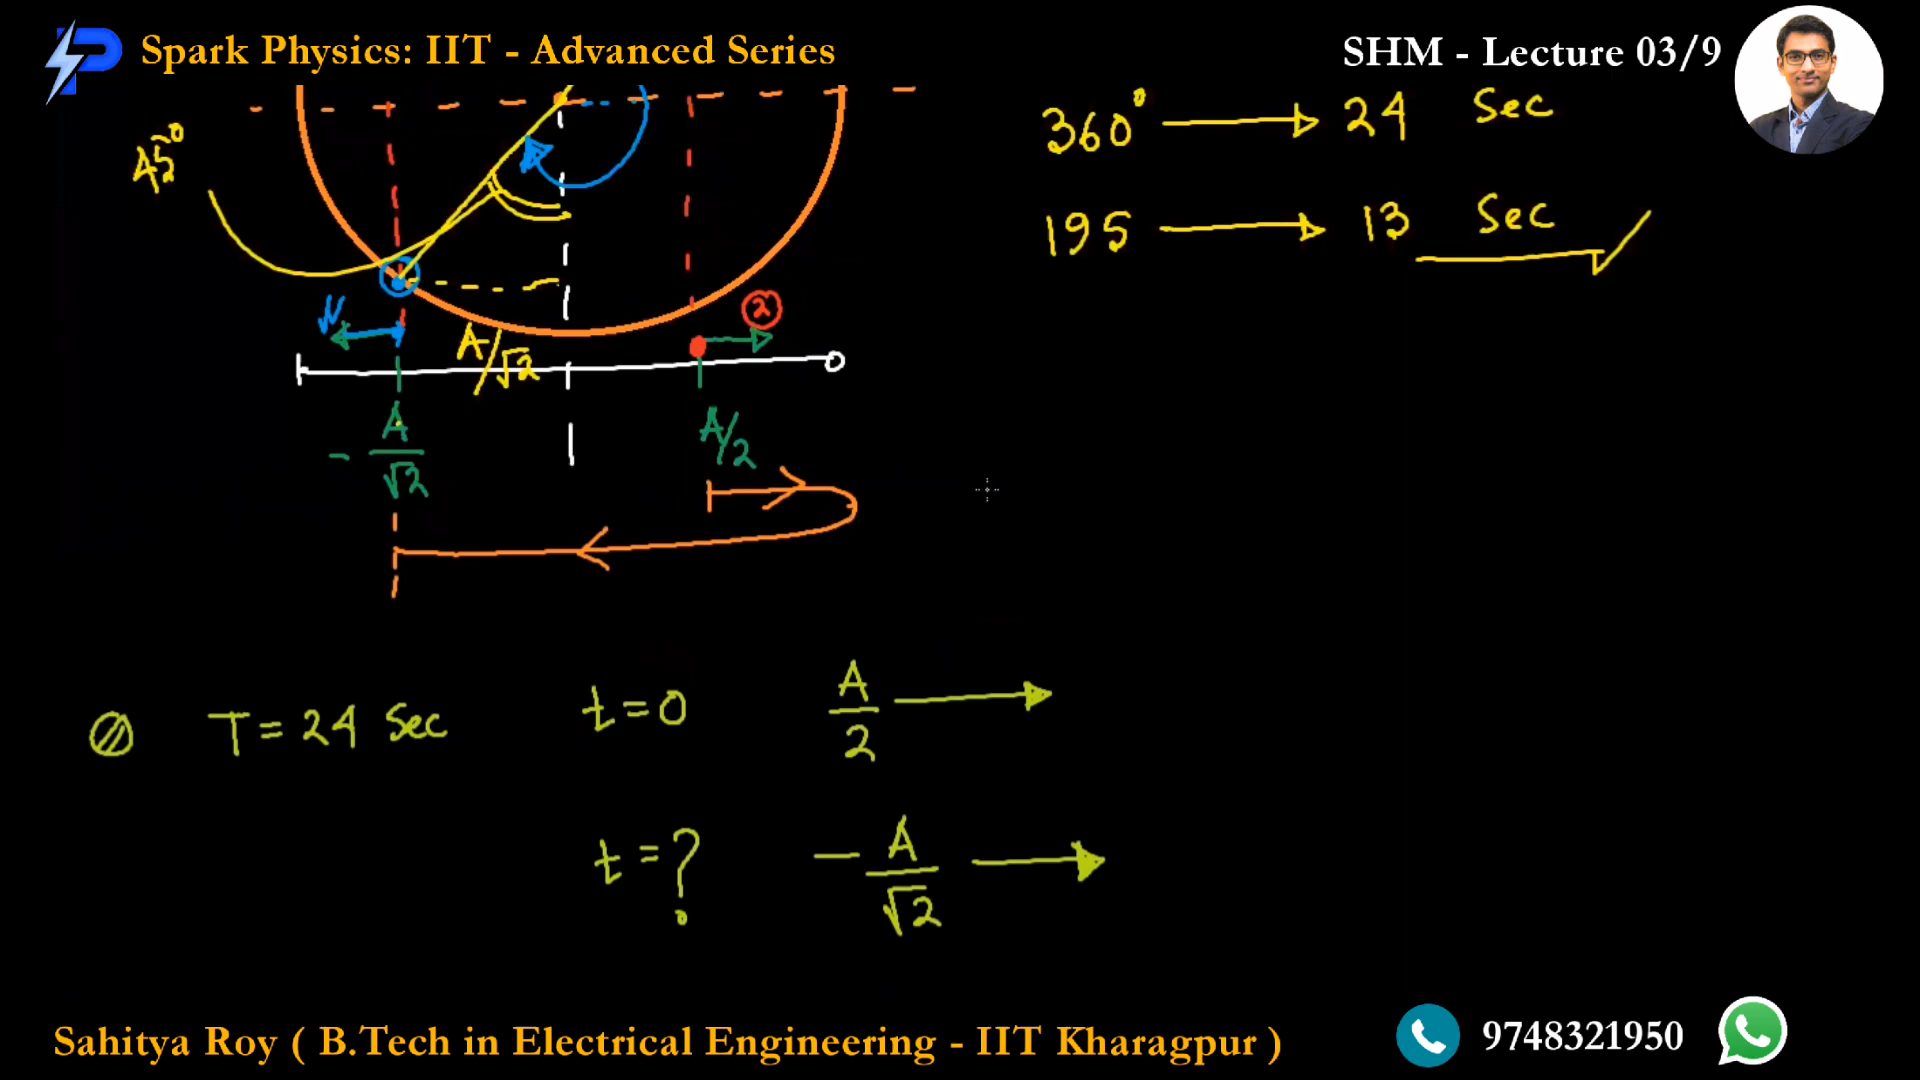 Spark Physics: IIT - Advanced Series
SHM - Lecture 03/9
360° → 24 Sec
195 → 13 Sec
45°
2
A/√2
- A/√2
A/2
T = 24 Sec t = 0 A/2 →
t = ? - A/√2 →
Sahitya Roy ( B.Tech in Electrical Engineering - IIT Kharagpur )
9748321950